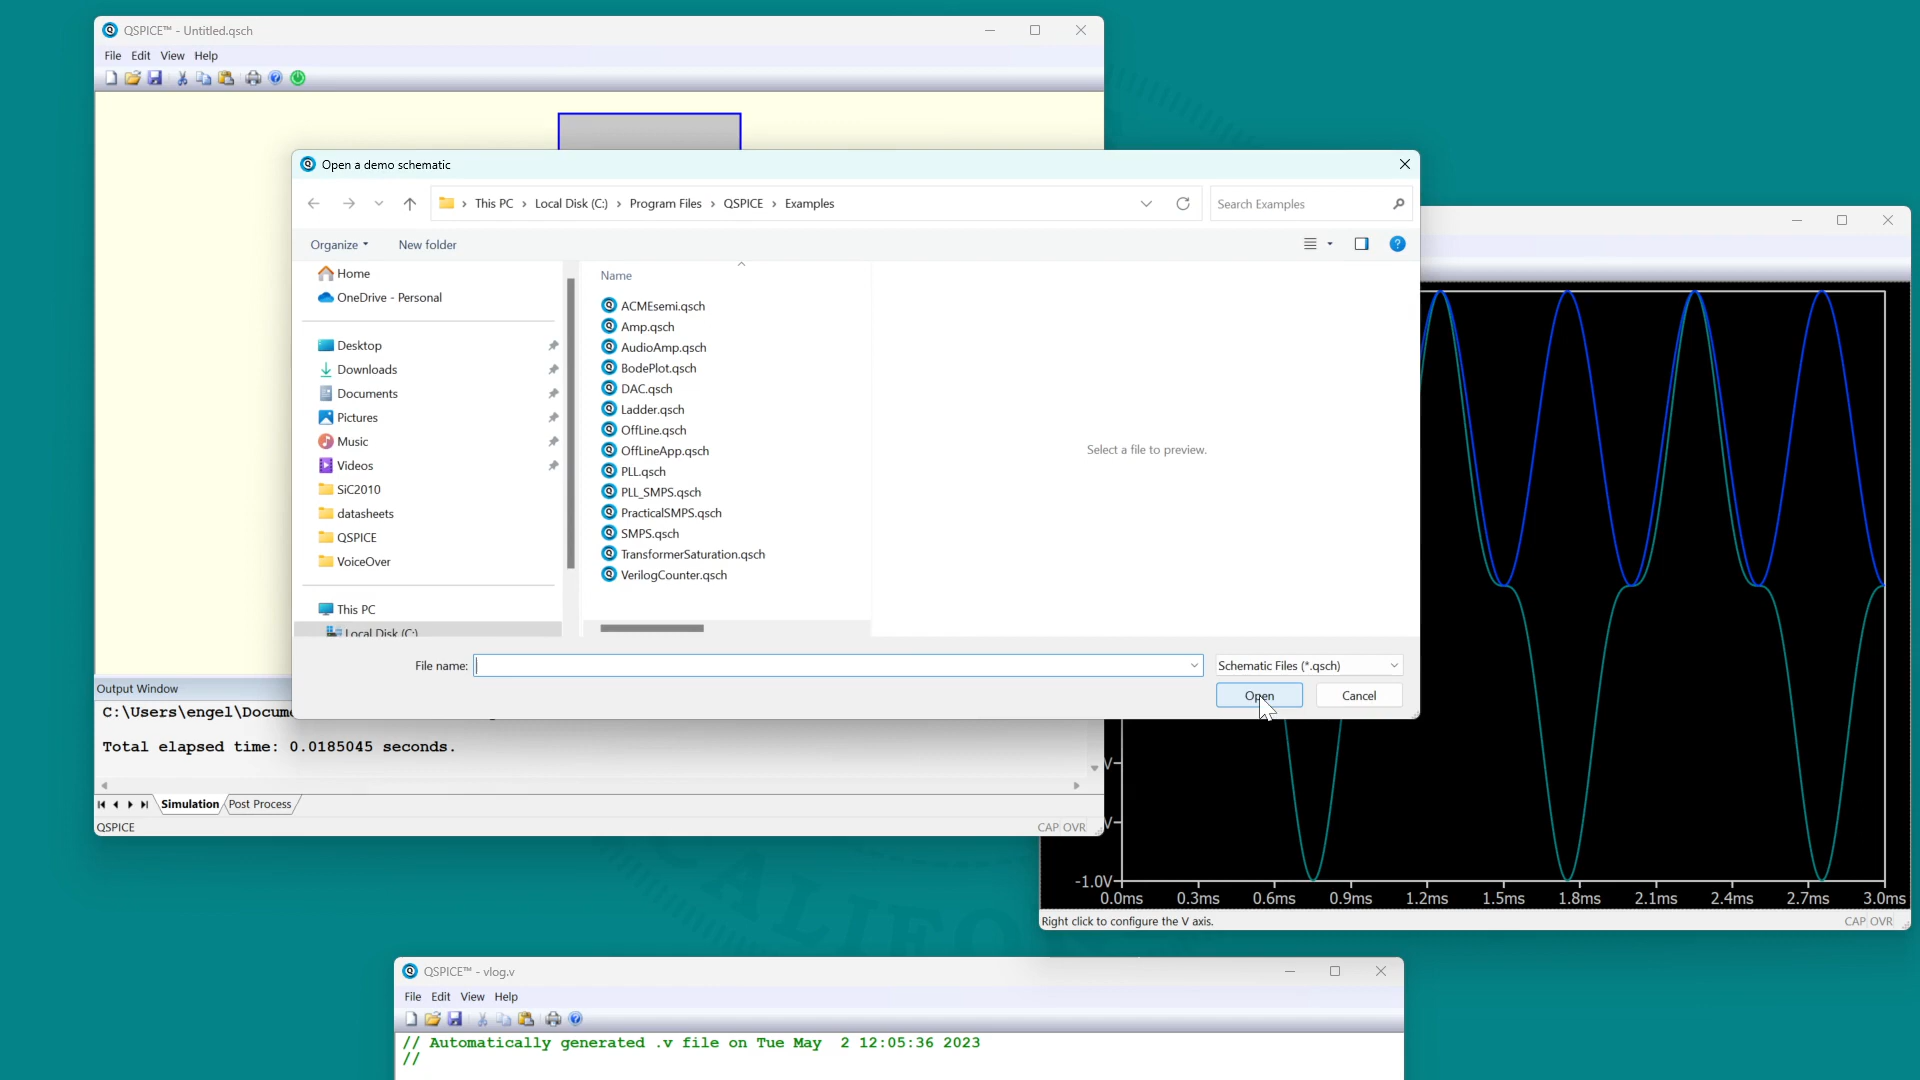 QSPICE™ - Untitled.qsch
File Edit View Help
Open a demo schematic
This PC > Local Disk (C:) > Program Files > QSPICE > Examples
Search Examples
Organize
New folder
Home
OneDrive - Personal
Desktop
Downloads
Documents
Pictures
Music
Videos
SiC2010
datasheets
QSPICE
VoiceOver
This PC
Local Disk (C:)
Name
ACMEsemi.qsch
Amp.qsch
AudioAmp.qsch
BodePlot.qsch
DAC.qsch
Ladder.qsch
OffLine.qsch
OffLineApp.qsch
PLL.qsch
PLL_SMPS.qsch
PracticalSMPS.qsch
SMPS.qsch
TransformerSaturation.qsch
VerilogCounter.qsch
Select a file to preview.
File name:
Schematic Files (*.qsch)
Open
Cancel
Output Window
C:\Users\engel\Docume
Total elapsed time: 0.0185045 seconds.
Simulation
Post Process
QSPICE
CAP OVR
V
V
-1.0V
0.0ms 0.3ms 0.6ms 0.9ms 1.2ms 1.5ms 1.8ms 2.1ms 2.4ms 2.7ms 3.0ms
Right click to configure the V axis.
CAP OVR
CALIFO
QSPICE™ - vlog.v
File Edit View Help
// Automatically generated .v file on Tue May  2 12:05:36 2023
//